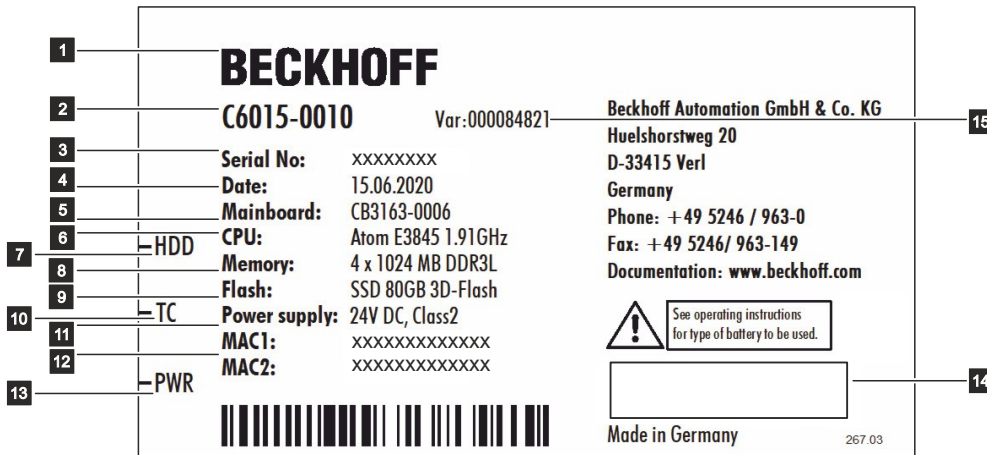 1
BECKHOFF
2
C6015-0010 Var:000084821
15
3
Serial No: XXXXXXXX
4
Date: 15.06.2020
5
Mainboard: CB3163-0006
6
CPU: Atom E3845 1.91GHz
7
HDD
8
Memory: 4 x 1024 MB DDR3L
9
Flash: SSD 80GB 3D-Flash
10
TC
11
Power supply: 24V DC, Class2
12
MAC1: XXXXXXXXXXXXX
MAC2: XXXXXXXXXXXXX
13
PWR
Beckhoff Automation GmbH & Co. KG
Huelshorstweg 20
D-33415 Verl
Germany
Phone: +49 5246 / 963-0
Fax: +49 5246/ 963-149
Documentation: www.beckhoff.com
See operating instructions
for type of battery to be used.
14
Made in Germany
267.03